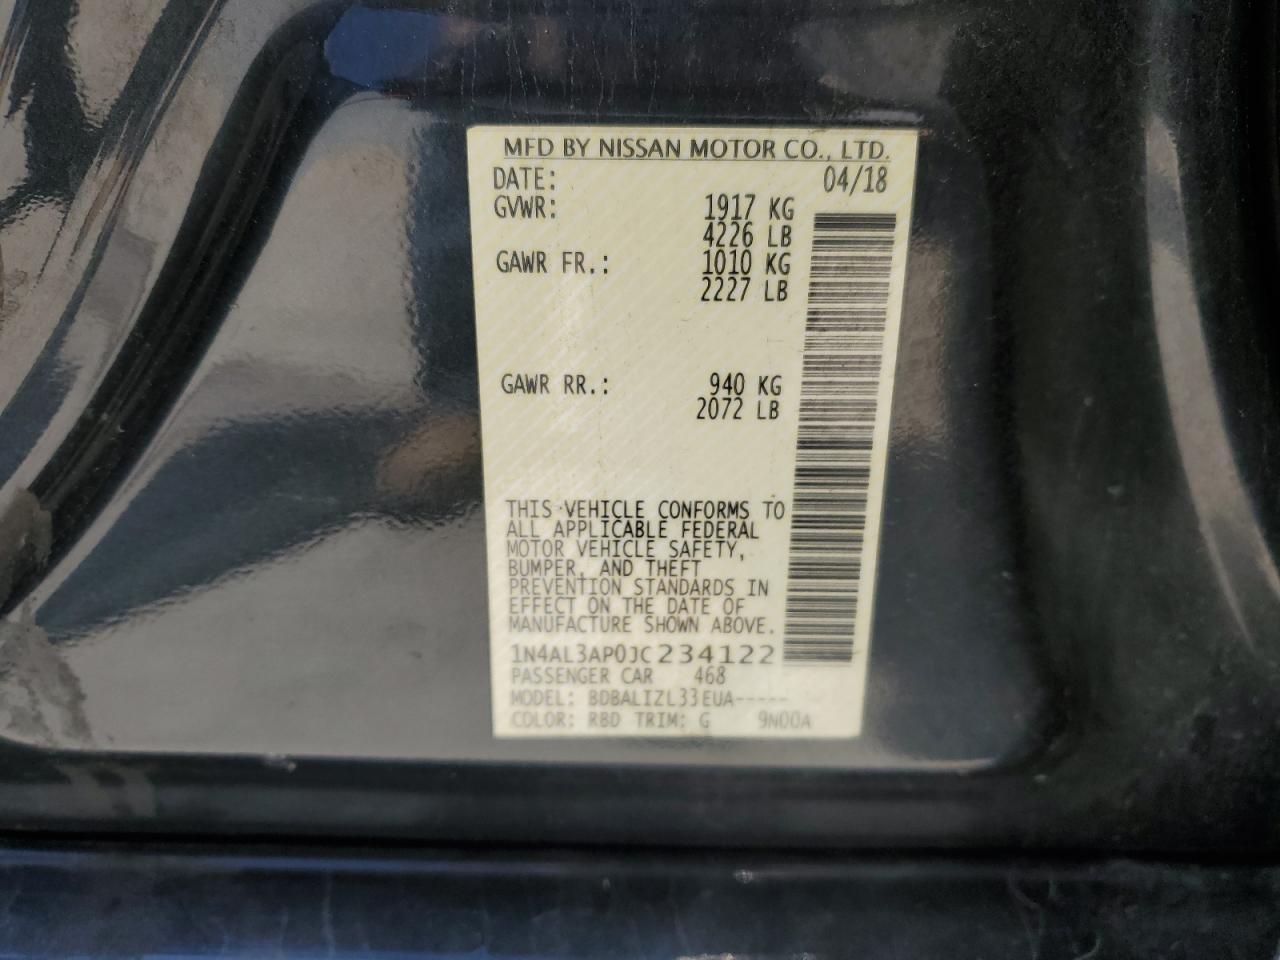 MFD BY NISSAN MOTOR CO., LTD.
DATE: 04/18
GVWR: 1917 KG
4226 LB
GAWR FR.: 1010 KG
2227 LB
GAWR RR.: 940 KG
2072 LB
THIS VEHICLE CONFORMS TO
ALL APPLICABLE FEDERAL
MOTOR VEHICLE SAFETY,
BUMPER, AND THEFT
PREVENTION STANDARDS IN
EFFECT ON THE DATE OF
MANUFACTURE SHOWN ABOVE.
1N4AL3AP0JC234122
PASSENGER CAR 468
MODEL: BDBALIZL33EUA-----
COLOR: RBD TRIM: G 9N00A